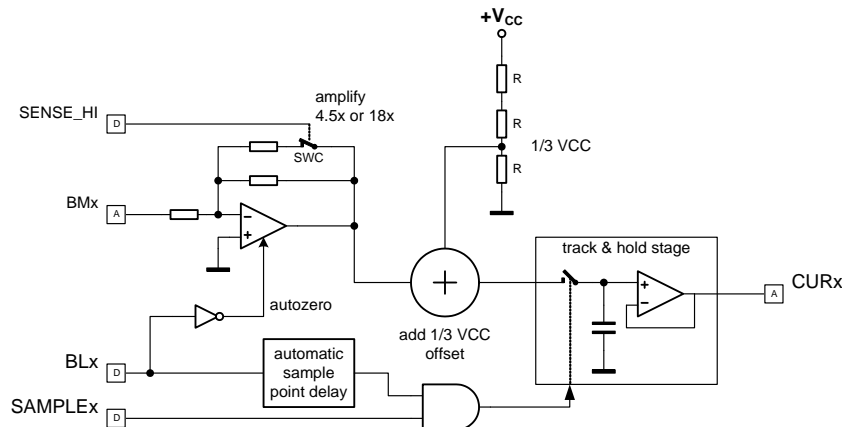 +VCC
R
SENSE_HI
D
amplify
4.5x or 18x
R
SWC
1/3 VCC
R
BMx
A
track & hold stage
CURx
A
autozero
add 1/3 VCC
offset
BLx
D
automatic
sample
point delay
SAMPLEx
D